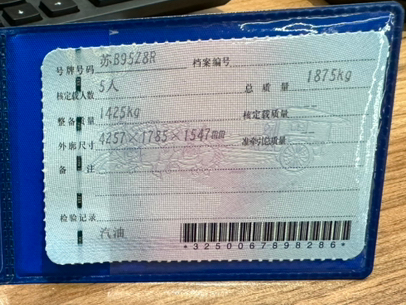 号牌号码 苏B95Z8R 档案编号
核定载人数 5人 总质量 1875kg
整备质量 1425kg 核定载质量
外廓尺寸 4257×1785×1547mm 准牵引总质量
备注
检验记录
汽油
*3250067898286*